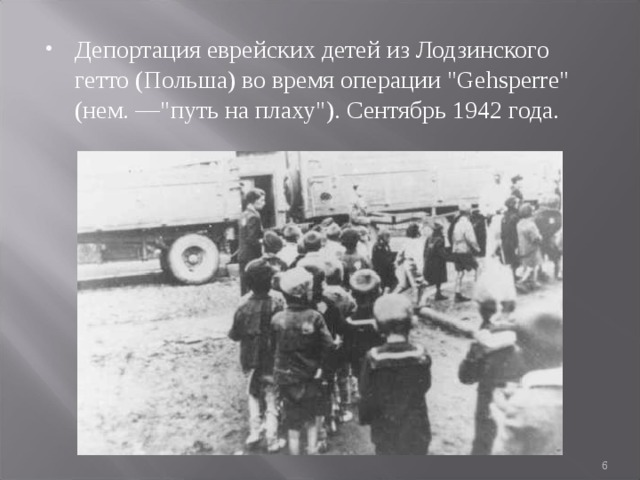 • Депортация еврейских детей из Лодзинского
гетто (Польша) во время операции "Gehsperre"
(нем. —"путь на плаху"). Сентябрь 1942 года.
6